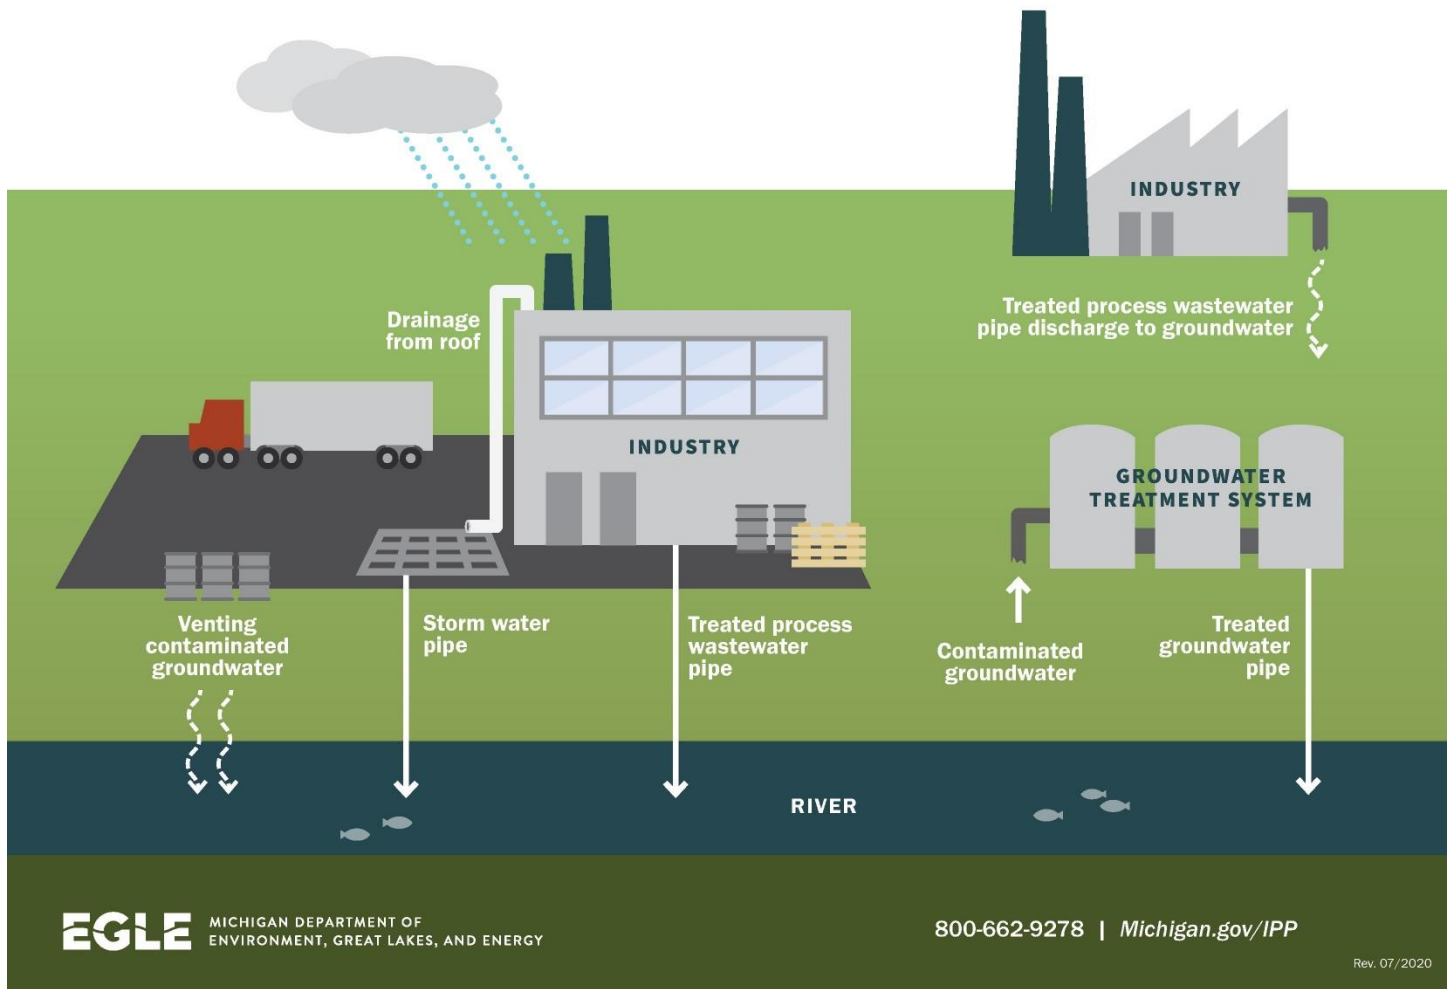 INDUSTRY
Treated process wastewater
pipe discharge to groundwater
Drainage
from roof
INDUSTRY
GROUNDWATER
TREATMENT SYSTEM
Venting
contaminated
groundwater
Storm water
pipe
Treated process
wastewater
pipe
Contaminated
groundwater
Treated
groundwater
pipe
RIVER
EGLE
MICHIGAN DEPARTMENT OF
ENVIRONMENT, GREAT LAKES, AND ENERGY
800-662-9278 | Michigan.gov/IPP
Rev. 07/2020